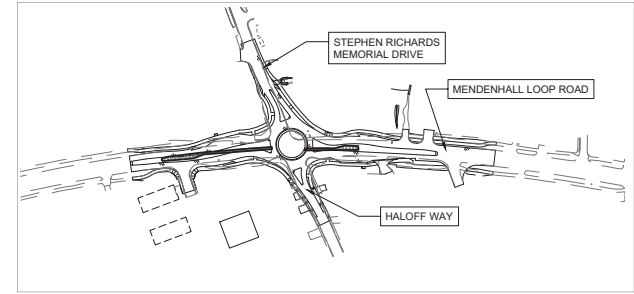 STEPHEN RICHARDS
MEMORIAL DRIVE
MENDENHALL LOOP ROAD
HALOFF WAY